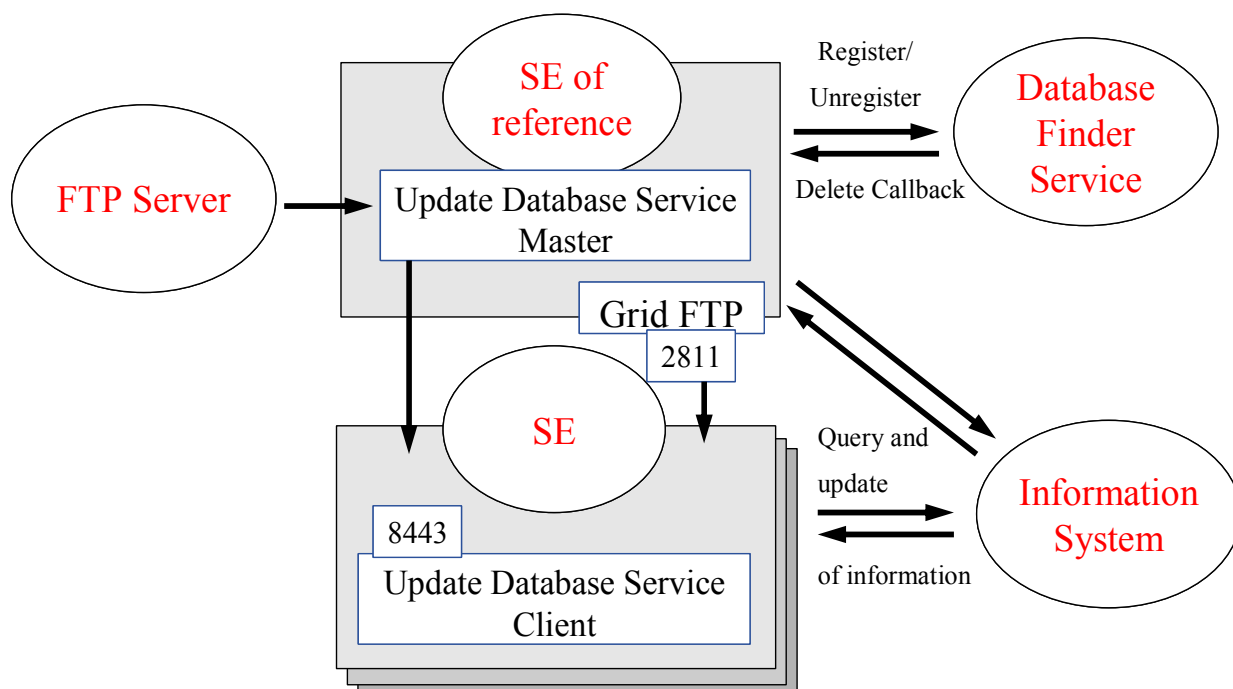 SE of
reference
Register/
Unregister
Database
Finder
Service
Delete Callback
FTP Server
Update Database Service
Master
Grid FTP
2811
SE
Query and
update
of information
Information
System
8443
Update Database Service
Client